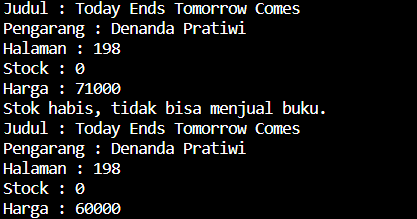 Judul : Today Ends Tomorrow Comes
Pengarang : Denanda Pratiwi
Halaman : 198
Stock : 0
Harga : 71000
Stok habis, tidak bisa menjual buku.
Judul : Today Ends Tomorrow Comes
Pengarang : Denanda Pratiwi
Halaman : 198
Stock : 0
Harga : 60000